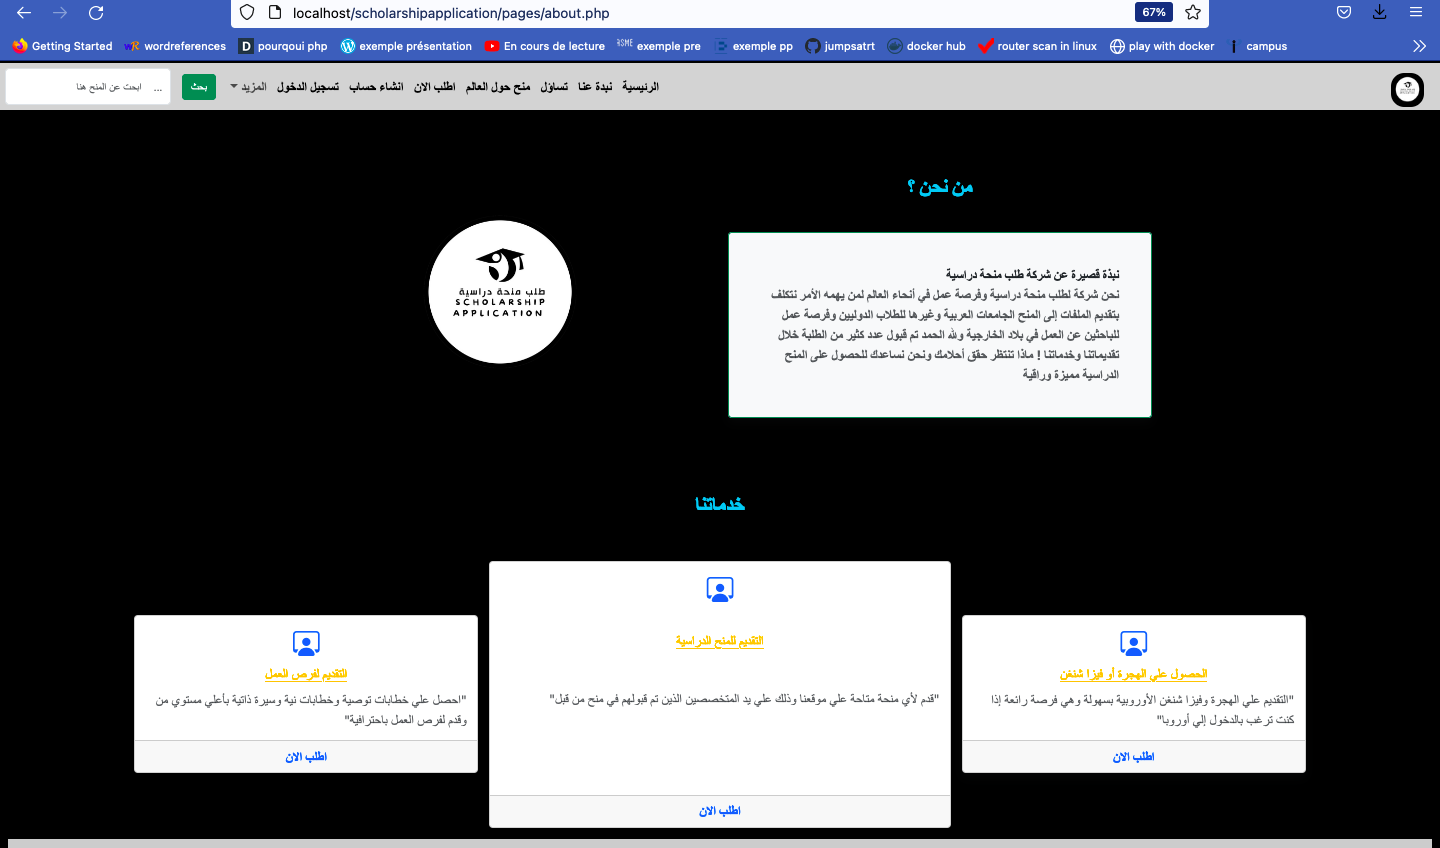 localhost/scholarshipapplication/pages/about.php
67%
Getting Started
wordreferences
pourqoui php
exemple présentation
En cours de lecture
exemple pre
exemple pp
jumpsatrt
docker hub
router scan in linux
play with docker
campus
الرئيسية
نبدة عنا
تساؤل
منح حول العالم
اطلب الان
انشاء حساب
تسجيل الدخول
المزيد
بحث
ابحث عن المنح هنا ...
من نحن ؟
نبذة قصيرة عن شركة طلب منحة دراسية
نحن شركة لطلب منحة دراسية وفرصة عمل في أنحاء العالم لمن يهمه الأمر نتكلف
بتقديم الملفات إلى المنح الجامعات العربية وغيرها للطلاب الدوليين وفرصة عمل
للباحثين عن العمل في بلاد الخارجية ولله الحمد تم قبول عدد كثير من الطلبة خلال
تقديماتنا وخدماتنا ! ماذا تنتظر حقق أحلامك ونحن نساعدك للحصول على المنح
الدراسية مميزة وراقية
طلب منحة دراسية
SCHOLARSHIP
APPLICATION
خدماتنا
الحصول علي الهجرة أو فيزا شنغن
"التقديم علي الهجرة وفيزا شنغن الأوروبية بسهولة وهي فرصة رائعة إذا
كنت ترغب بالدخول إلي أوروبا"
اطلب الان
التقديم للمنح الدراسية
"قدم لأي منحة متاحة علي موقعنا وذلك علي يد المتخصصين الذين تم قبولهم في منح من قبل"
اطلب الان
التقديم لفرص العمل
"احصل علي خطابات توصية وخطابات نية وسيرة ذاتية بأعلي مستوي من
وقدم لفرص العمل باحترافية"
اطلب الان